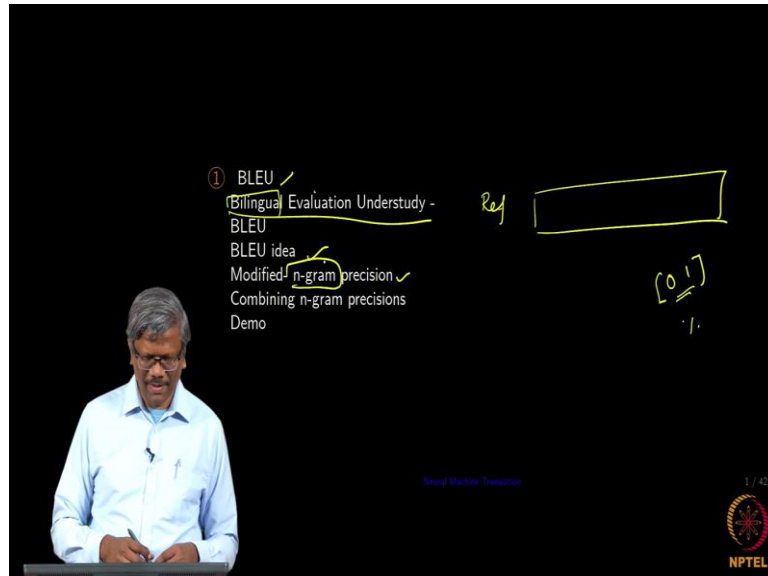 ① BLEU
Bilingual Evaluation Understudy -
BLEU
BLEU idea
Modified n-gram precision
Combining n-gram precisions
Demo
Ref
[0 1]
%
Neural Machine Translation
1 / 42
NPTEL